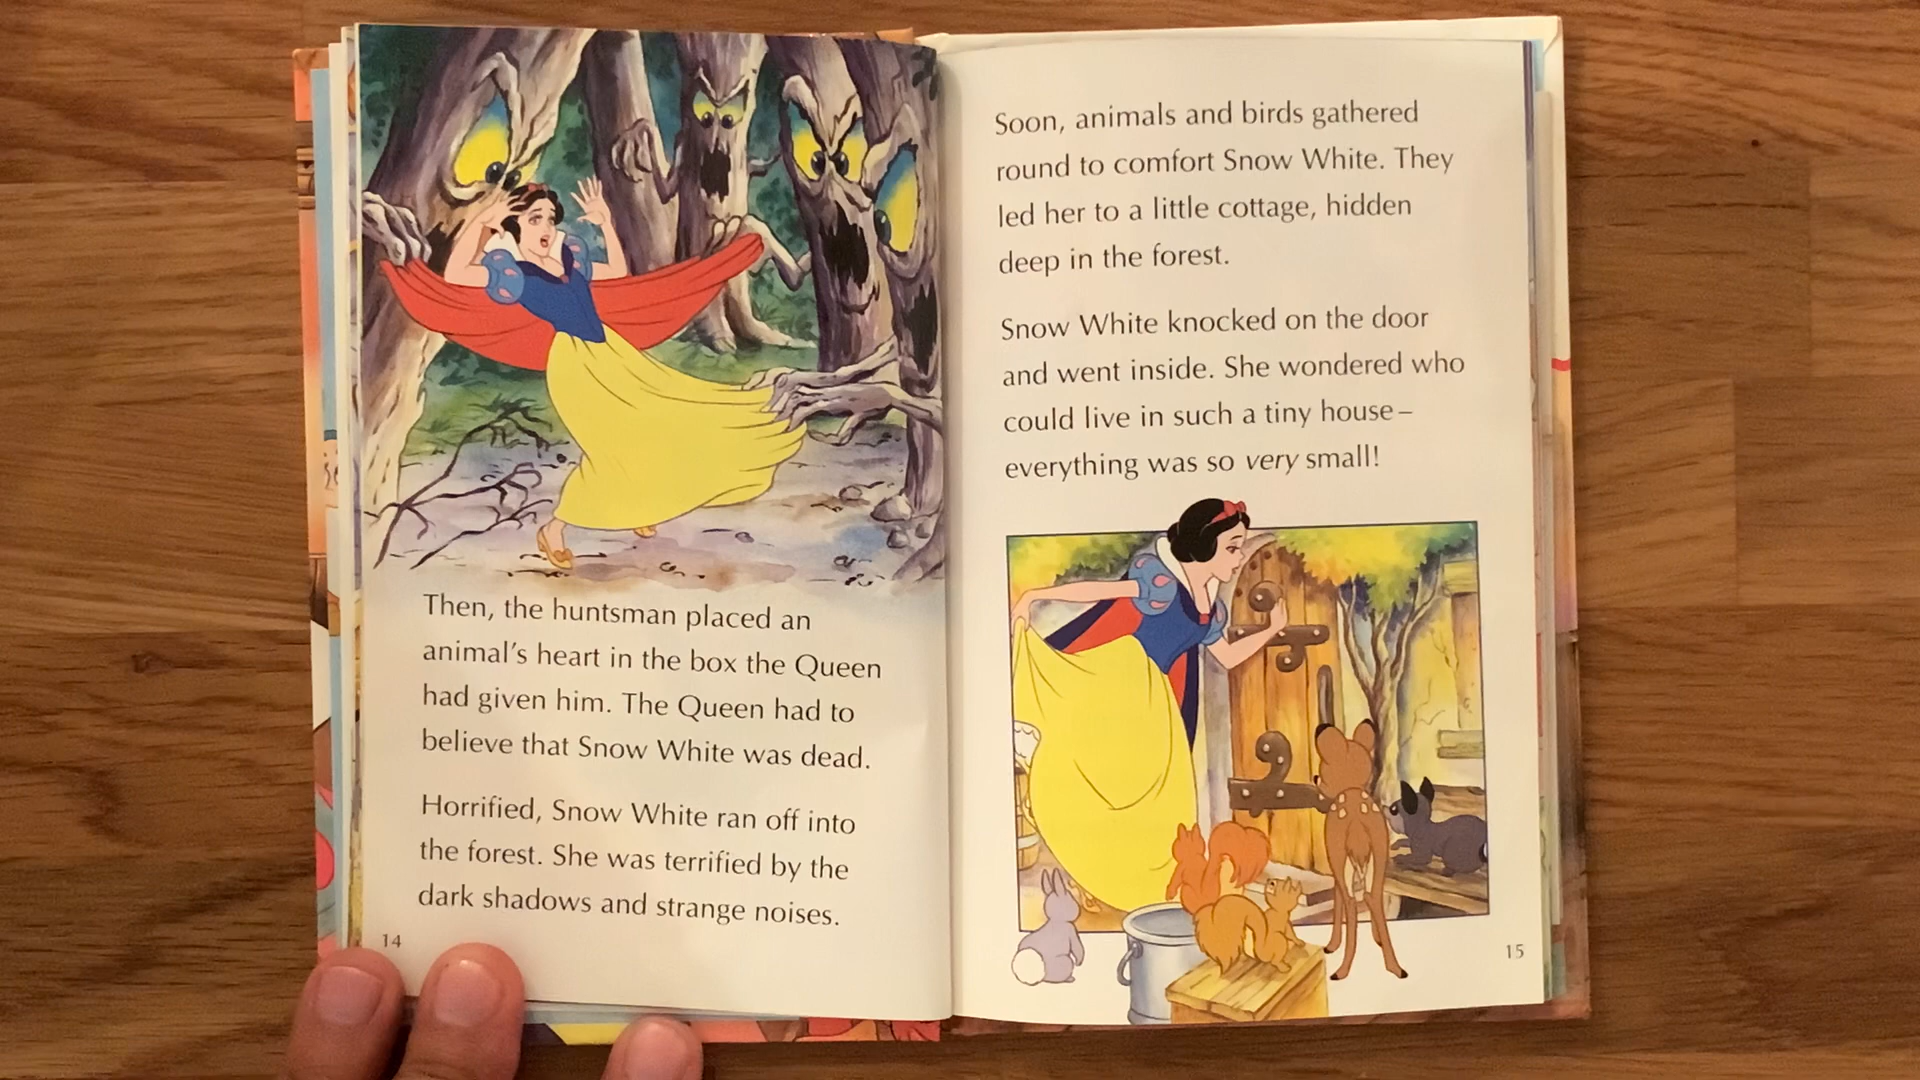 Then, the huntsman placed an
animal's heart in the box the Queen
had given him. The Queen had to
believe that Snow White was dead.
Horrified, Snow White ran off into
the forest. She was terrified by the
dark shadows and strange noises.
14
Soon, animals and birds gathered
round to comfort Snow White. They
led her to a little cottage, hidden
deep in the forest.
Snow White knocked on the door
and went inside. She wondered who
could live in such a tiny house–
everything was so very small!
15